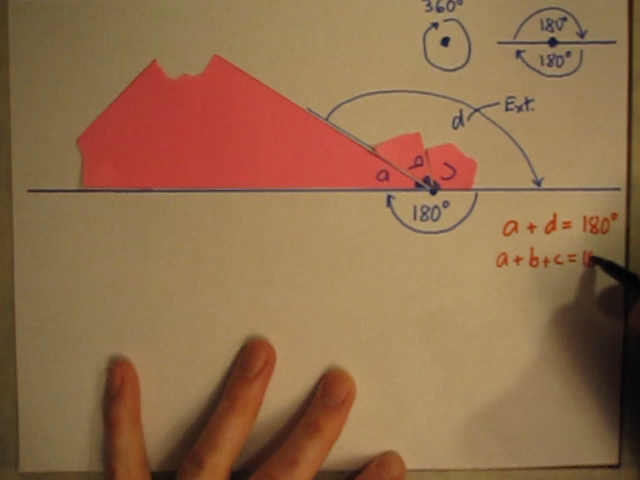 360°
180°
180°
d
Ext.
a b c
180°
a + d = 180°
a + b + c = 1